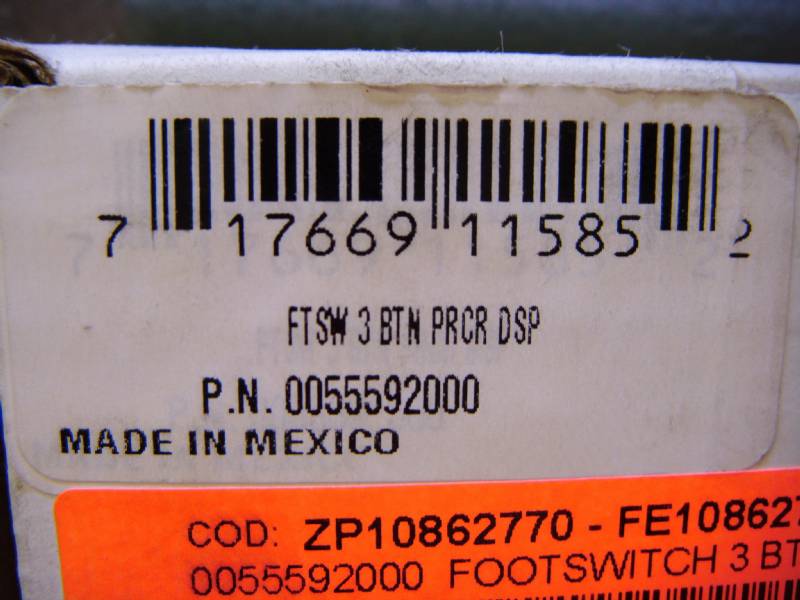 7 17669 11585 2
FTSW 3 BTN PRCR DSP
P.N. 0055592000
MADE IN MEXICO
COD: ZP10862770 - FE10862
0055592000 FOOTSWITCH 3 BT